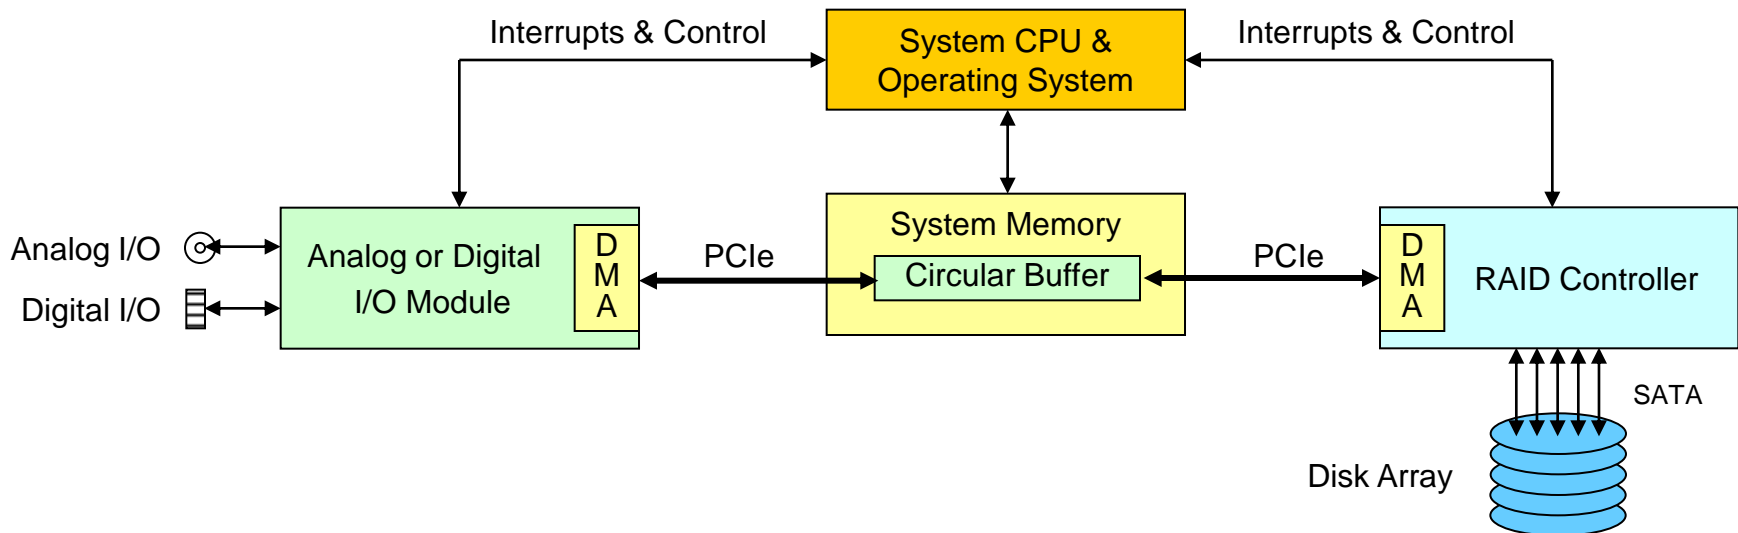 Interrupts & Control
System CPU &
Operating System
Interrupts & Control
Analog I/O
Digital I/O
Analog or Digital
I/O Module
D
M
A
PCIe
System Memory
Circular Buffer
PCIe
D
M
A
RAID Controller
SATA
Disk Array